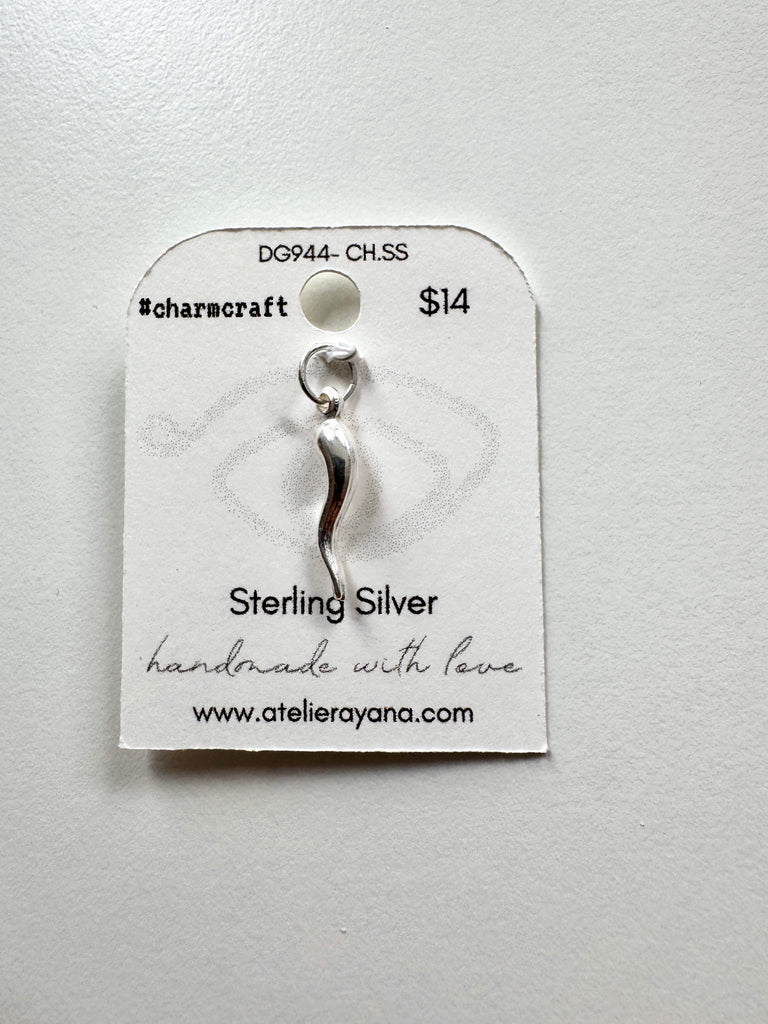 DG944- CH.SS
#charmcraft $14
Sterling Silver
handmade with love
www.atelierayana.com